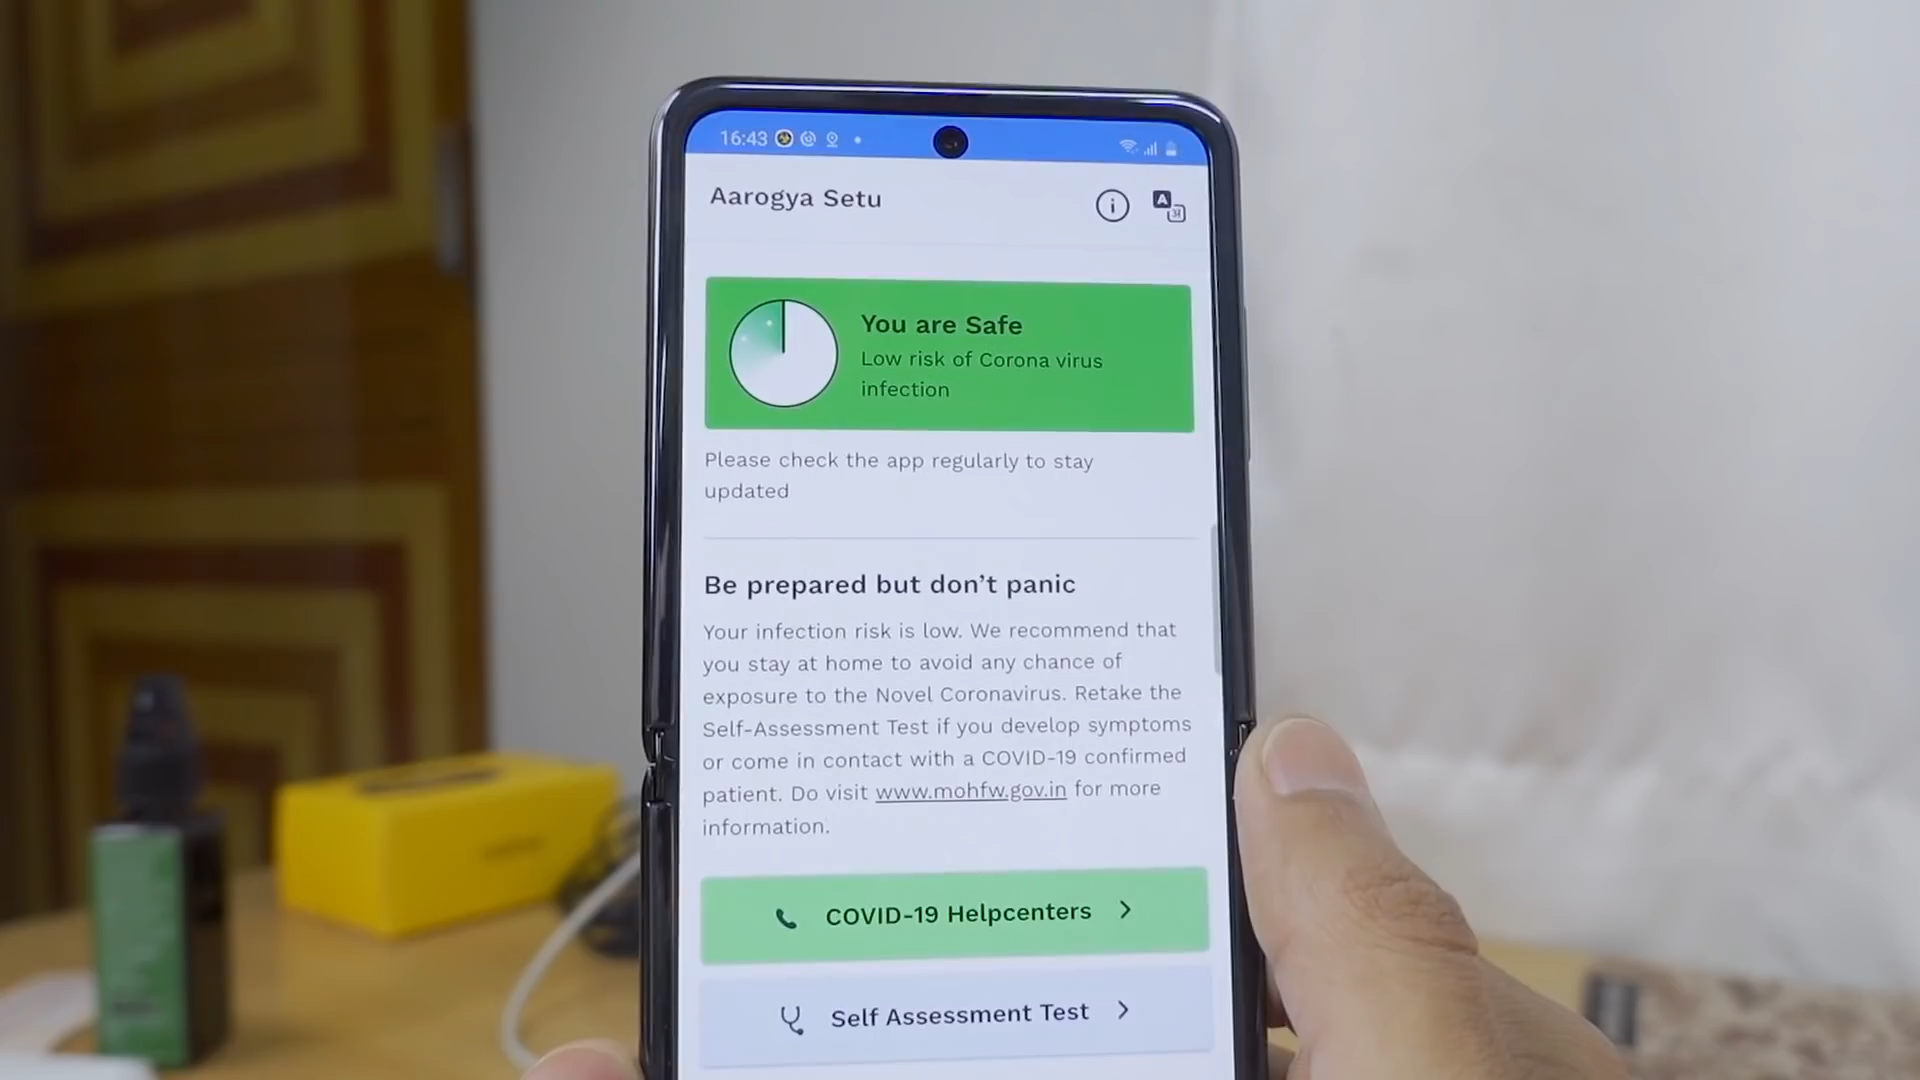 16:43
Aarogya Setu
You are Safe
Low risk of Corona virus
infection
Please check the app regularly to stay
updated
Be prepared but don’t panic
Your infection risk is low. We recommend that
you stay at home to avoid any chance of
exposure to the Novel Coronavirus. Retake the
Self-Assessment Test if you develop symptoms
or come in contact with a COVID-19 confirmed
patient. Do visit www.mohfw.gov.in for more
information.
COVID-19 Helpcenters
Self Assessment Test